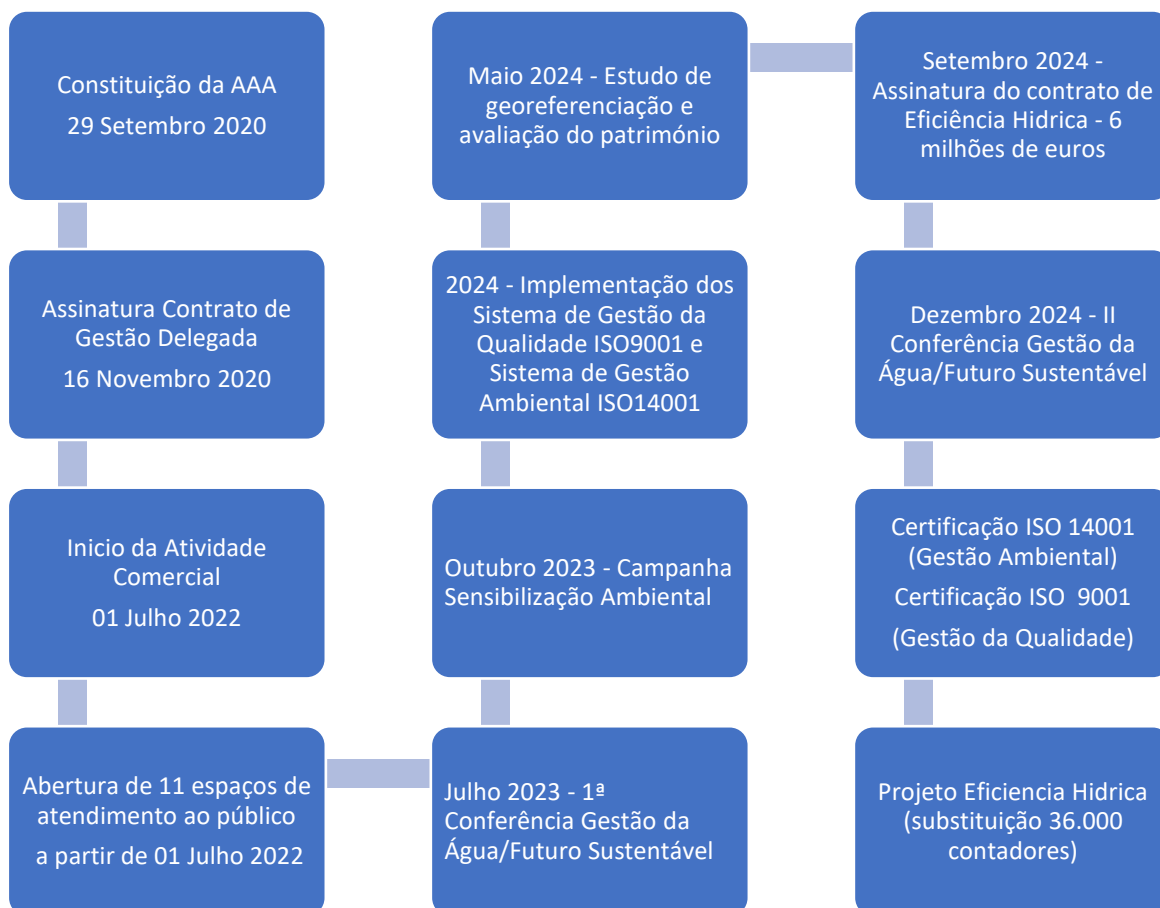 Constituição da AAA
29 Setembro 2020
Assinatura Contrato de
Gestão Delegada
16 Novembro 2020
Inicio da Atividade
Comercial
01 Julho 2022
Abertura de 11 espaços de
atendimento ao público
a partir de 01 Julho 2022
Julho 2023 - 1ª
Conferência Gestão da
Água/Futuro Sustentável
Outubro 2023 - Campanha
Sensibilização Ambiental
2024 - Implementação dos
Sistema de Gestão da
Qualidade ISO9001 e
Sistema de Gestão
Ambiental ISO14001
Maio 2024 - Estudo de
georeferenciação e
avaliação do património
Setembro 2024 -
Assinatura do contrato de
Eficiência Hidrica - 6
milhões de euros
Dezembro 2024 - II
Conferência Gestão da
Água/Futuro Sustentável
Certificação ISO 14001
(Gestão Ambiental)
Certificação ISO  9001
(Gestão da Qualidade)
Projeto Eficiencia Hidrica
(substituição 36.000
contadores)